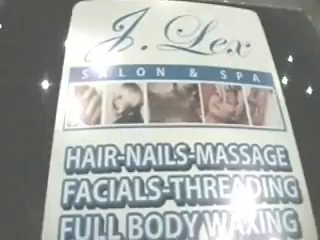 J. Lex
SALON & SPA
HAIR-NAILS-MASSAGE
FACIALS-THREADING
FULL BODY WAXING